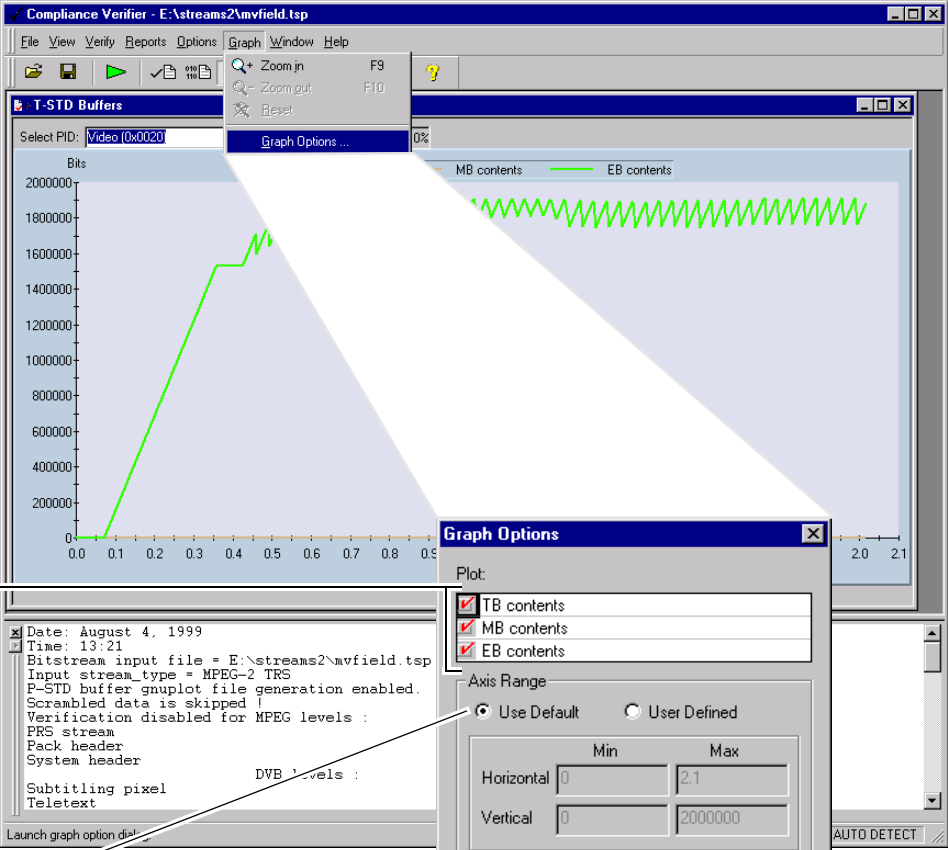 Compliance Verifier - E:\streams2\mvfield.tsp
File View Verify Reports Options Graph Window Help
Zoom in F9
Zoom out F10
Reset
Graph Options ...
T-STD Buffers
Select PID: Video (0x0020) 0%
Bits
MB contents EB contents
2000000
1800000
1600000
1400000
1200000
1000000
800000
600000
400000
200000
0
0.0 0.1 0.2 0.3 0.4 0.5 0.6 0.7 0.8 0.9 2.0 2.1
Graph Options
Plot:
TB contents
MB contents
EB contents
Axis Range
Use Default User Defined
Min Max
Horizontal 0 2.1
Vertical 0 2000000
Date: August 4, 1999
Time: 13:21
Bitstream input file = E:\streams2\mvfield.tsp
Input stream_type = MPEG-2 TRS
P-STD buffer gnuplot file generation enabled.
Scrambled data is skipped !
Verification disabled for MPEG levels :
PRS stream
Pack header
System header
DVB levels :
Subtitling pixel
Teletext
Launch graph option dialog
AUTO DETECT